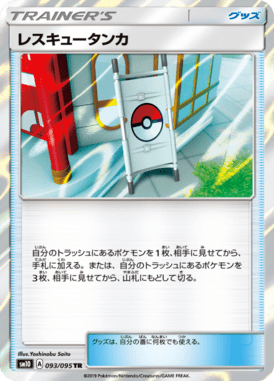 TRAINER'S
グッズ
レスキュータンカ
自分のトラッシュにあるポケモンを1枚、相手に見せてから、
手札に加える。または、自分のトラッシュにあるポケモンを
3枚、相手に見せてから、山札にもどして切る。
Illus. Yoshinobu Saito
sm10 A 093/095 TR
グッズは、自分の番に何枚でも使える。
©2019 Pokémon/Nintendo/Creatures/GAME FREAK.